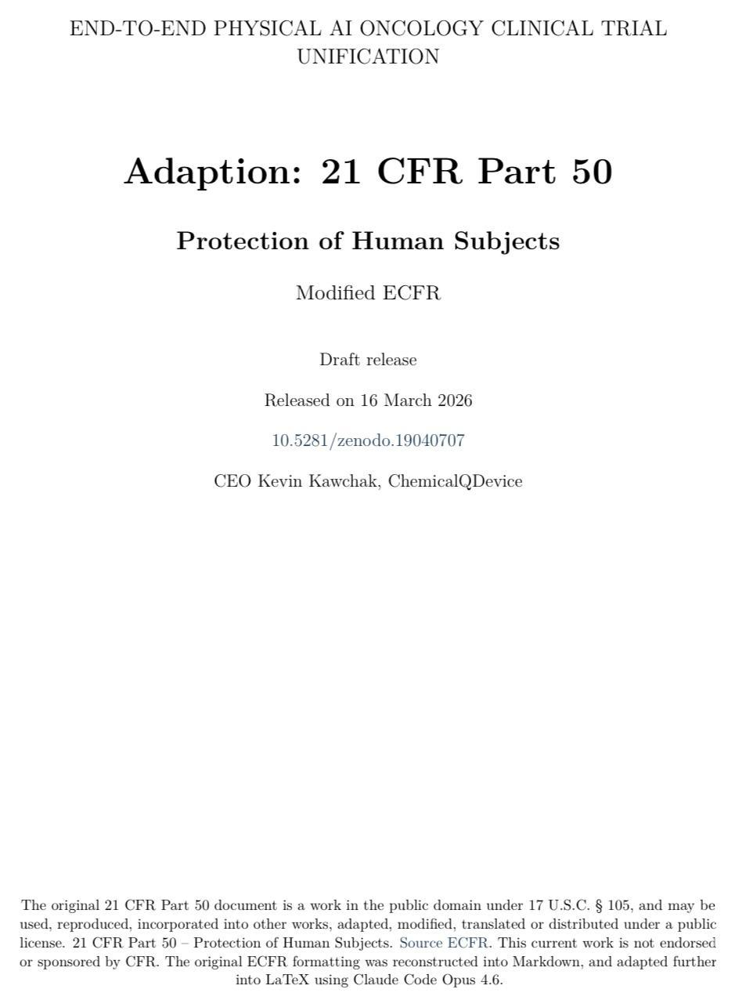 END-TO-END PHYSICAL AI ONCOLOGY CLINICAL TRIAL
UNIFICATION
Adaption: 21 CFR Part 50
Protection of Human Subjects
Modified ECFR
Draft release
Released on 16 March 2026
10.5281/zenodo.19040707
CEO Kevin Kawchak, ChemicalQDevice
The original 21 CFR Part 50 document is a work in the public domain under 17 U.S.C. § 105, and may be
used, reproduced, incorporated into other works, adapted, modified, translated or distributed under a public
license. 21 CFR Part 50 – Protection of Human Subjects. Source ECFR. This current work is not endorsed
or sponsored by CFR. The original ECFR formatting was reconstructed into Markdown, and adapted further
into LaTeX using Claude Code Opus 4.6.